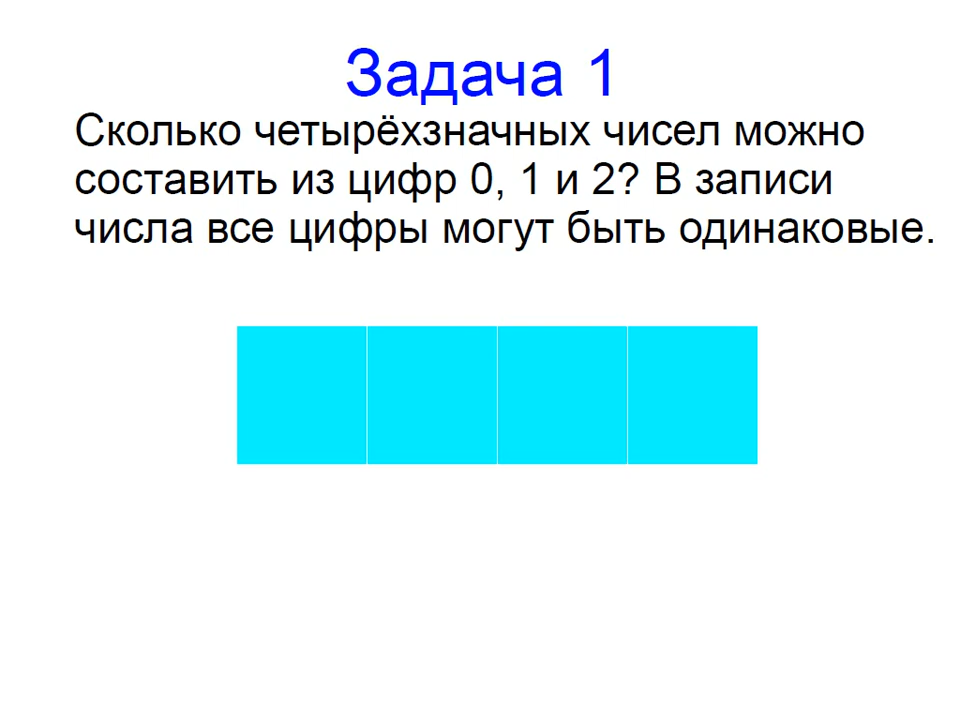 Задача 1
Сколько четырёхзначных чисел можно
составить из цифр 0, 1 и 2? В записи
числа все цифры могут быть одинаковые.